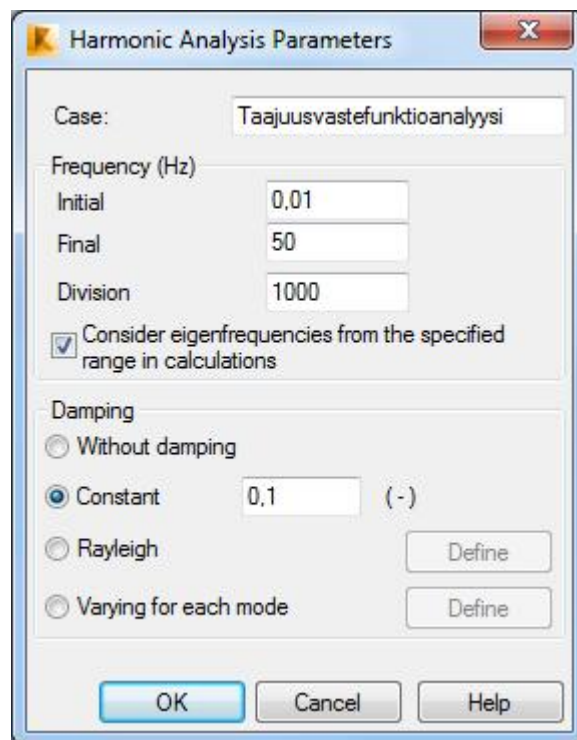 Harmonic Analysis Parameters
Case: Taajuusvastefunktioanalyysi
Frequency (Hz)
Initial 0,01
Final 50
Division 1000
Consider eigenfrequencies from the specified
range in calculations
Damping
Without damping
Constant 0,1 (-)
Rayleigh Define
Varying for each mode Define
OK Cancel Help